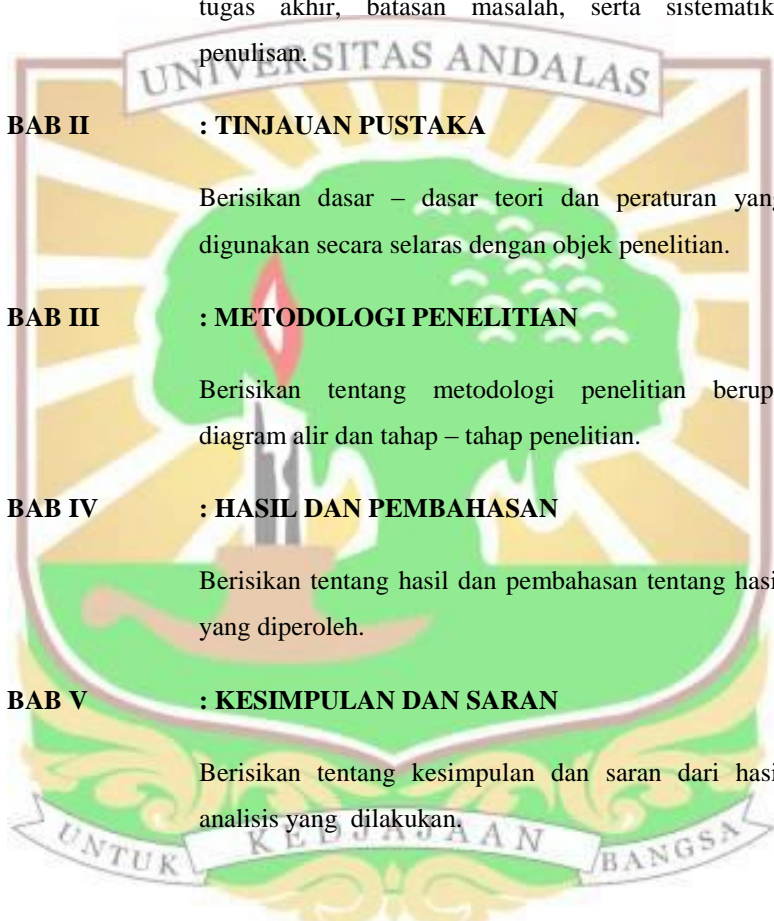 tugas akhir, batasan masalah, serta sistematik
penulisan.
UNIVERSITAS ANDALAS
BAB II : TINJAUAN PUSTAKA
Berisikan dasar – dasar teori dan peraturan yang
digunakan secara selaras dengan objek penelitian.
BAB III : METODOLOGI PENELITIAN
Berisikan tentang metodologi penelitian berup
diagram alir dan tahap – tahap penelitian.
BAB IV : HASIL DAN PEMBAHASAN
Berisikan tentang hasil dan pembahasan tentang hasi
yang diperoleh.
BAB V : KESIMPULAN DAN SARAN
Berisikan tentang kesimpulan dan saran dari hasi
analisis yang dilakukan.
UNTUK KEDJAJAAN BANGSA